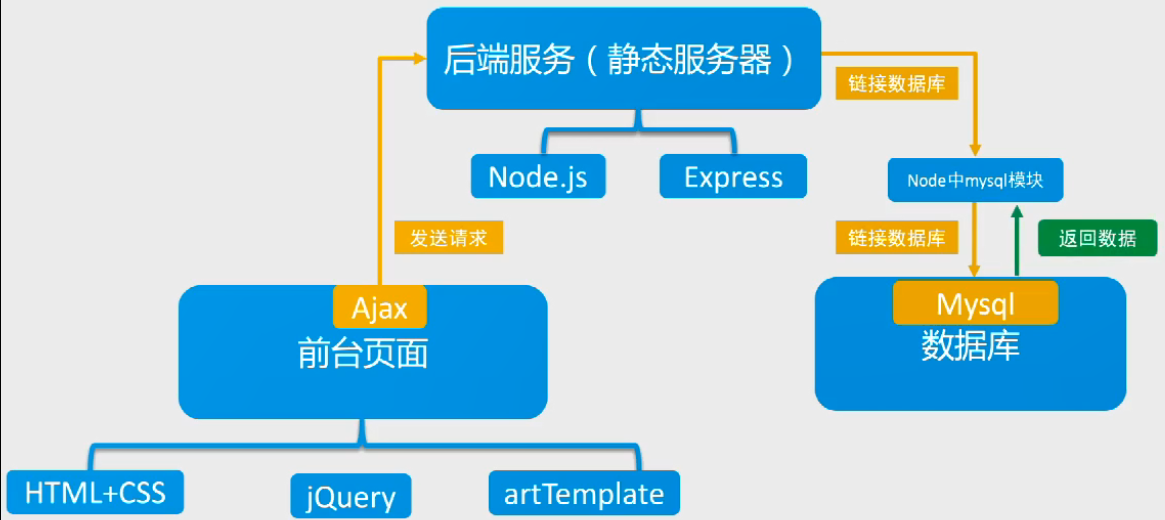 后端服务（静态服务器）
链接数据库
Node.js
Express
Node中mysql模块
发送请求
链接数据库
返回数据
Ajax
前台页面
Mysql
数据库
HTML+CSS
jQuery
artTemplate